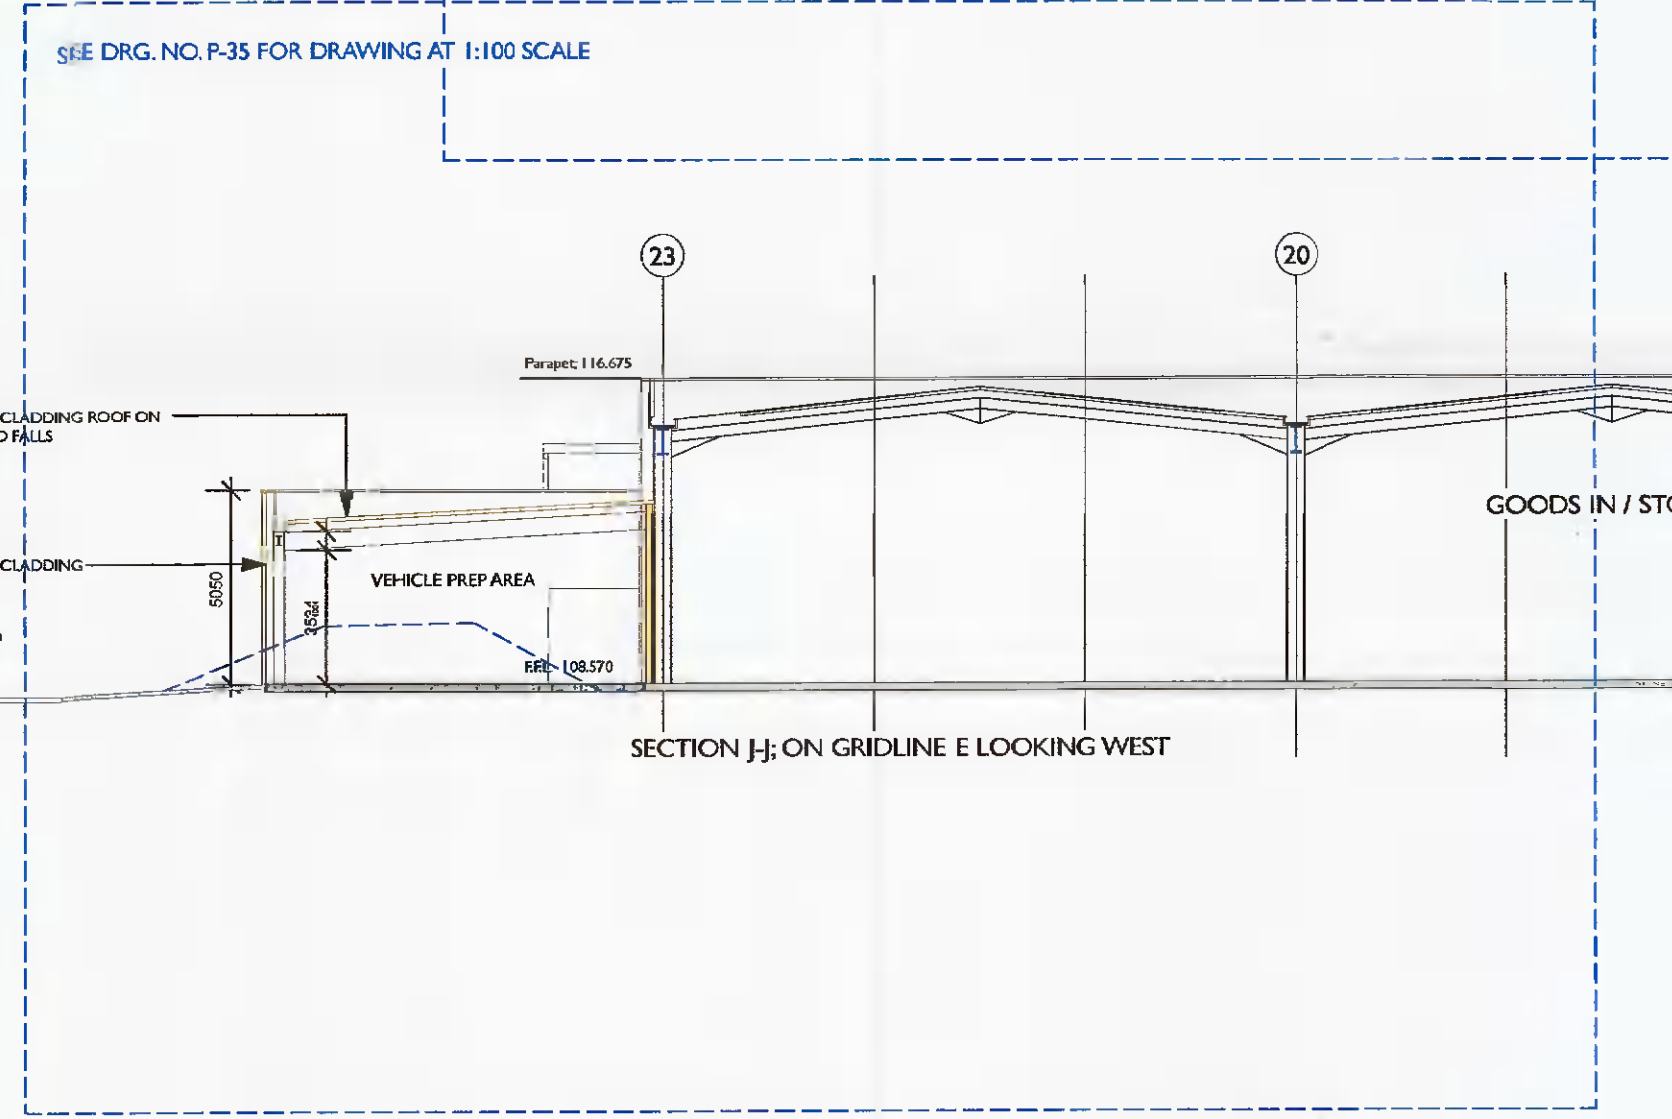 SEE DRG. NO. P-35 FOR DRAWING AT 1:100 SCALE
23
20
Parapet; 116.675
CLADDING ROOF ON
FALLS
GOODS IN /
CLADDING
5050
VEHICLE PREP AREA
F.F.L 108.570
SECTION J-J; ON GRIDLINE E LOOKING WEST